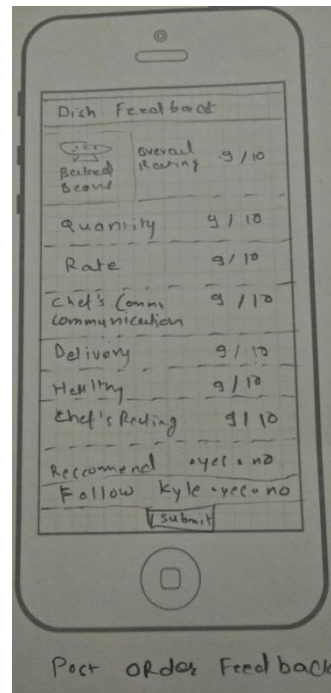 Dish Feedback
Overall
Rating 9/10
Baked
Beans
Quantity 9/10
Rate 9/10
Chef's Comm.
communication 9/10
Delivery 9/10
Healthy 9/10
Chef's Rating 9/10
Reccomend •yes •no
Follow Kyle •yes •no
Submit
Post ORder Feedback